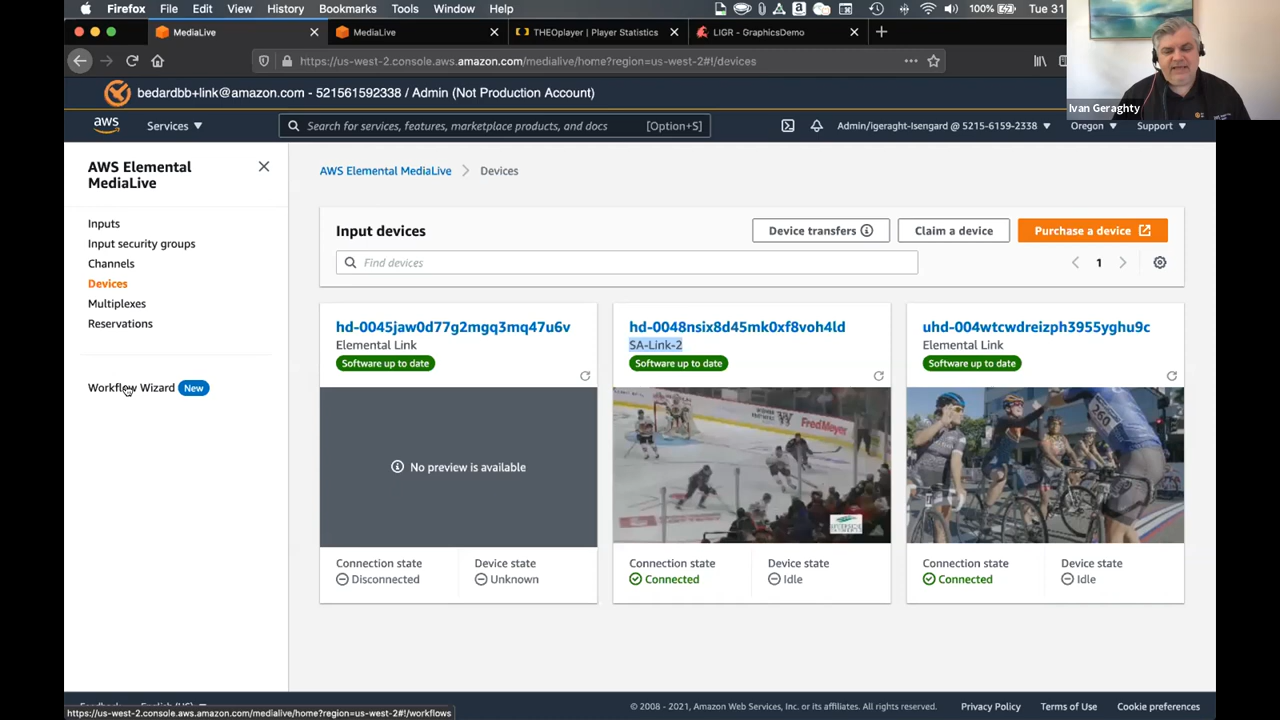 Firefox File Edit View History Bookmarks Tools Window Help 100% Tue 31
MediaLive MediaLive THEOplayer | Player Statistics LIGR - GraphicsDemo
https://us-west-2.console.aws.amazon.com/medialive/home?region=us-west-2#!/devices
bedardbb+link@amazon.com - 521561592338 / Admin (Not Production Account)
Ivan Geraghty
aws Services Search for services, features, marketplace products, and docs [Option+S] Admin/igeraght-Isengard @ 5215-6159-2338 Oregon Support
AWS Elemental
MediaLive
Inputs
Input security groups
Channels
Devices
Multiplexes
Reservations
Workflow Wizard New
AWS Elemental MediaLive Devices
Input devices Device transfers Claim a device Purchase a device
Find devices 1
hd-0045jaw0d77g2mgq3mq47u6v
Elemental Link
Software up to date
No preview is available
Connection state Device state
Disconnected Unknown
hd-0048nsix8d45mk0xf8voh4ld
SA-Link-2
Software up to date
FredMeyer
Connection state Device state
Connected Idle
uhd-004wtcwdreizph3955yghu9c
Elemental Link
Software up to date
260
Connection state Device state
Connected Idle
© 2008 - 2021, Amazon Web Services, Inc. or its affiliates. All rights reserved. Privacy Policy Terms of Use Cookie preferences
https://us-west-2.console.aws.amazon.com/medialive/home?region=us-west-2#!/workflows